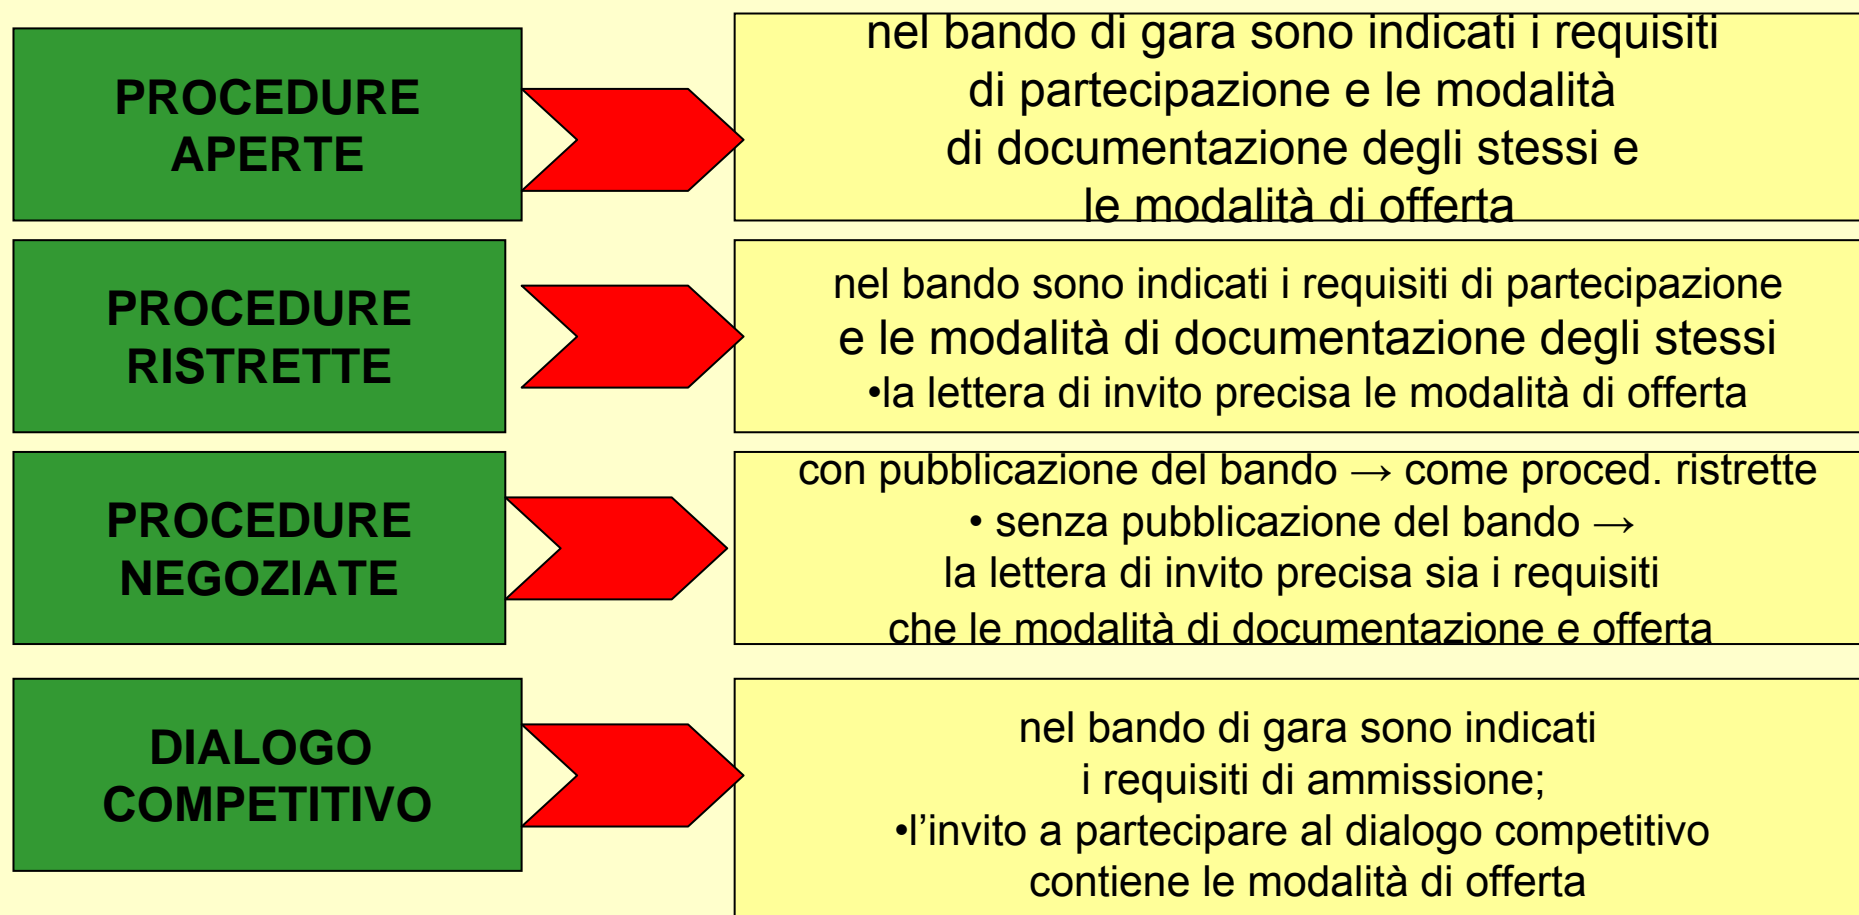 PROCEDURE
APERTE
nel bando di gara sono indicati i requisiti
di partecipazione e le modalità
di documentazione degli stessi e
le modalità di offerta
PROCEDURE
RISTRETTE
nel bando sono indicati i requisiti di partecipazione
e le modalità di documentazione degli stessi
•la lettera di invito precisa le modalità di offerta
PROCEDURE
NEGOZIATE
con pubblicazione del bando → come proced. ristrette
• senza pubblicazione del bando →
la lettera di invito precisa sia i requisiti
che le modalità di documentazione e offerta
DIALOGO
COMPETITIVO
nel bando di gara sono indicati
i requisiti di ammissione;
•l’invito a partecipare al dialogo competitivo
contiene le modalità di offerta